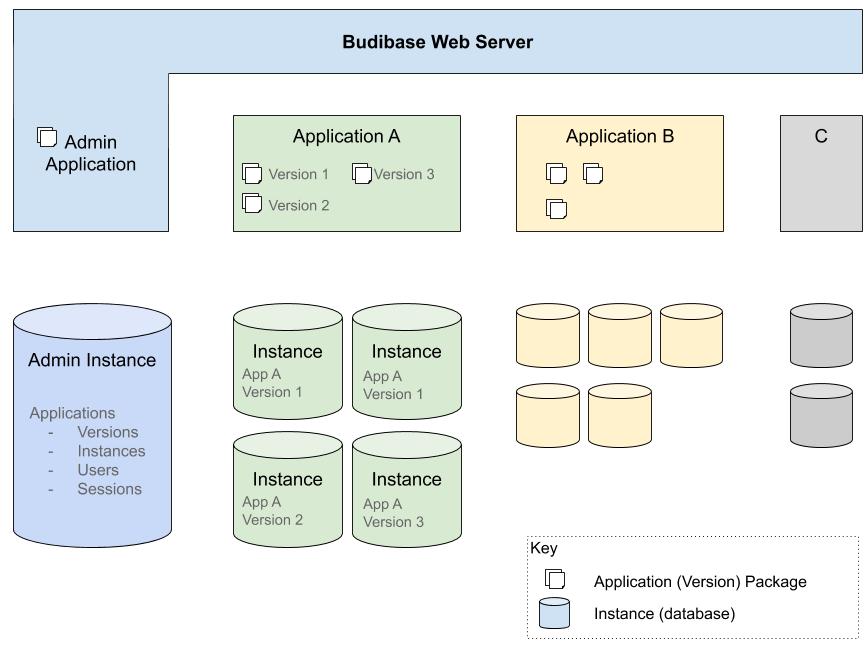 Budibase Web Server
Admin
Application
Application A
Version 1
Version 3
Version 2
Application B
C
Admin Instance
Applications
- Versions
- Instances
- Users
- Sessions
Instance
App A
Version 1
Instance
App A
Version 1
Instance
App A
Version 2
Instance
App A
Version 3
Key
Application (Version) Package
Instance (database)